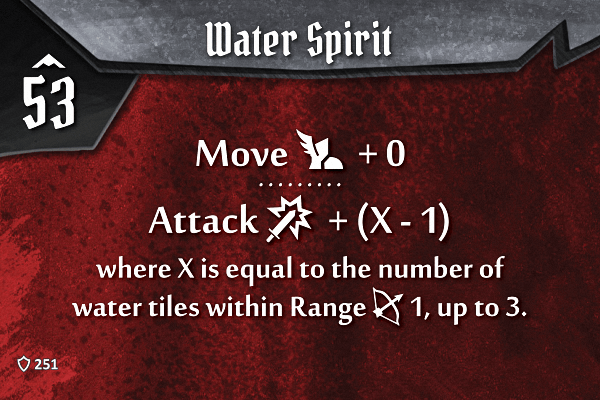 Water Spirit
53
Move + 0
Attack + (X - 1)
where X is equal to the number of
water tiles within Range 1, up to 3.
251